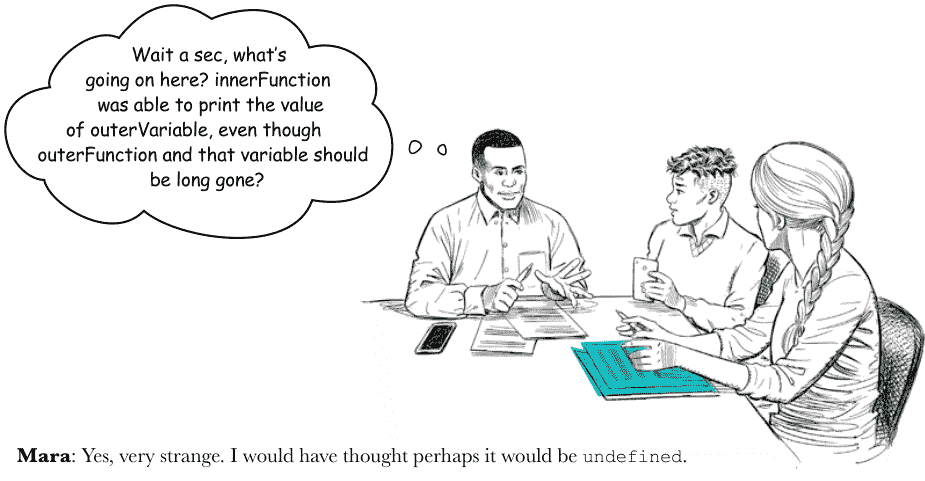 Wait a sec, what's
going on here? innerFunction
was able to print the value
of outerVariable, even though
outerFunction and that variable should
be long gone?
Mara: Yes, very strange. I would have thought perhaps it would be undefined.